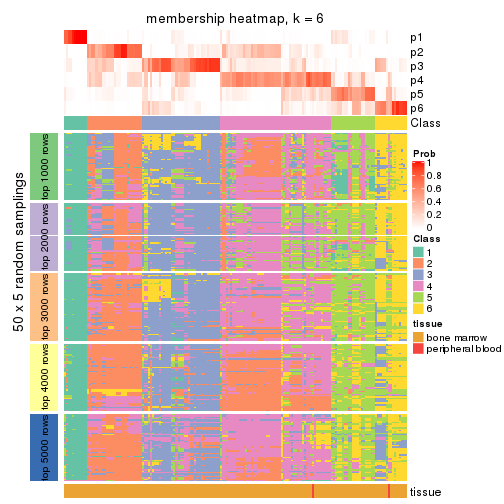 membership heatmap, k = 6
p1
p2
p3
p4
p5
p6
Class
50 x 5 random samplings
top 1000 rows
top 2000 rows
top 3000 rows
top 4000 rows
top 5000 rows
Prob
1
0.8
0.6
0.4
0.2
0
Class
1
2
3
4
5
6
tissue
bone marrow
peripheral blood
tissue